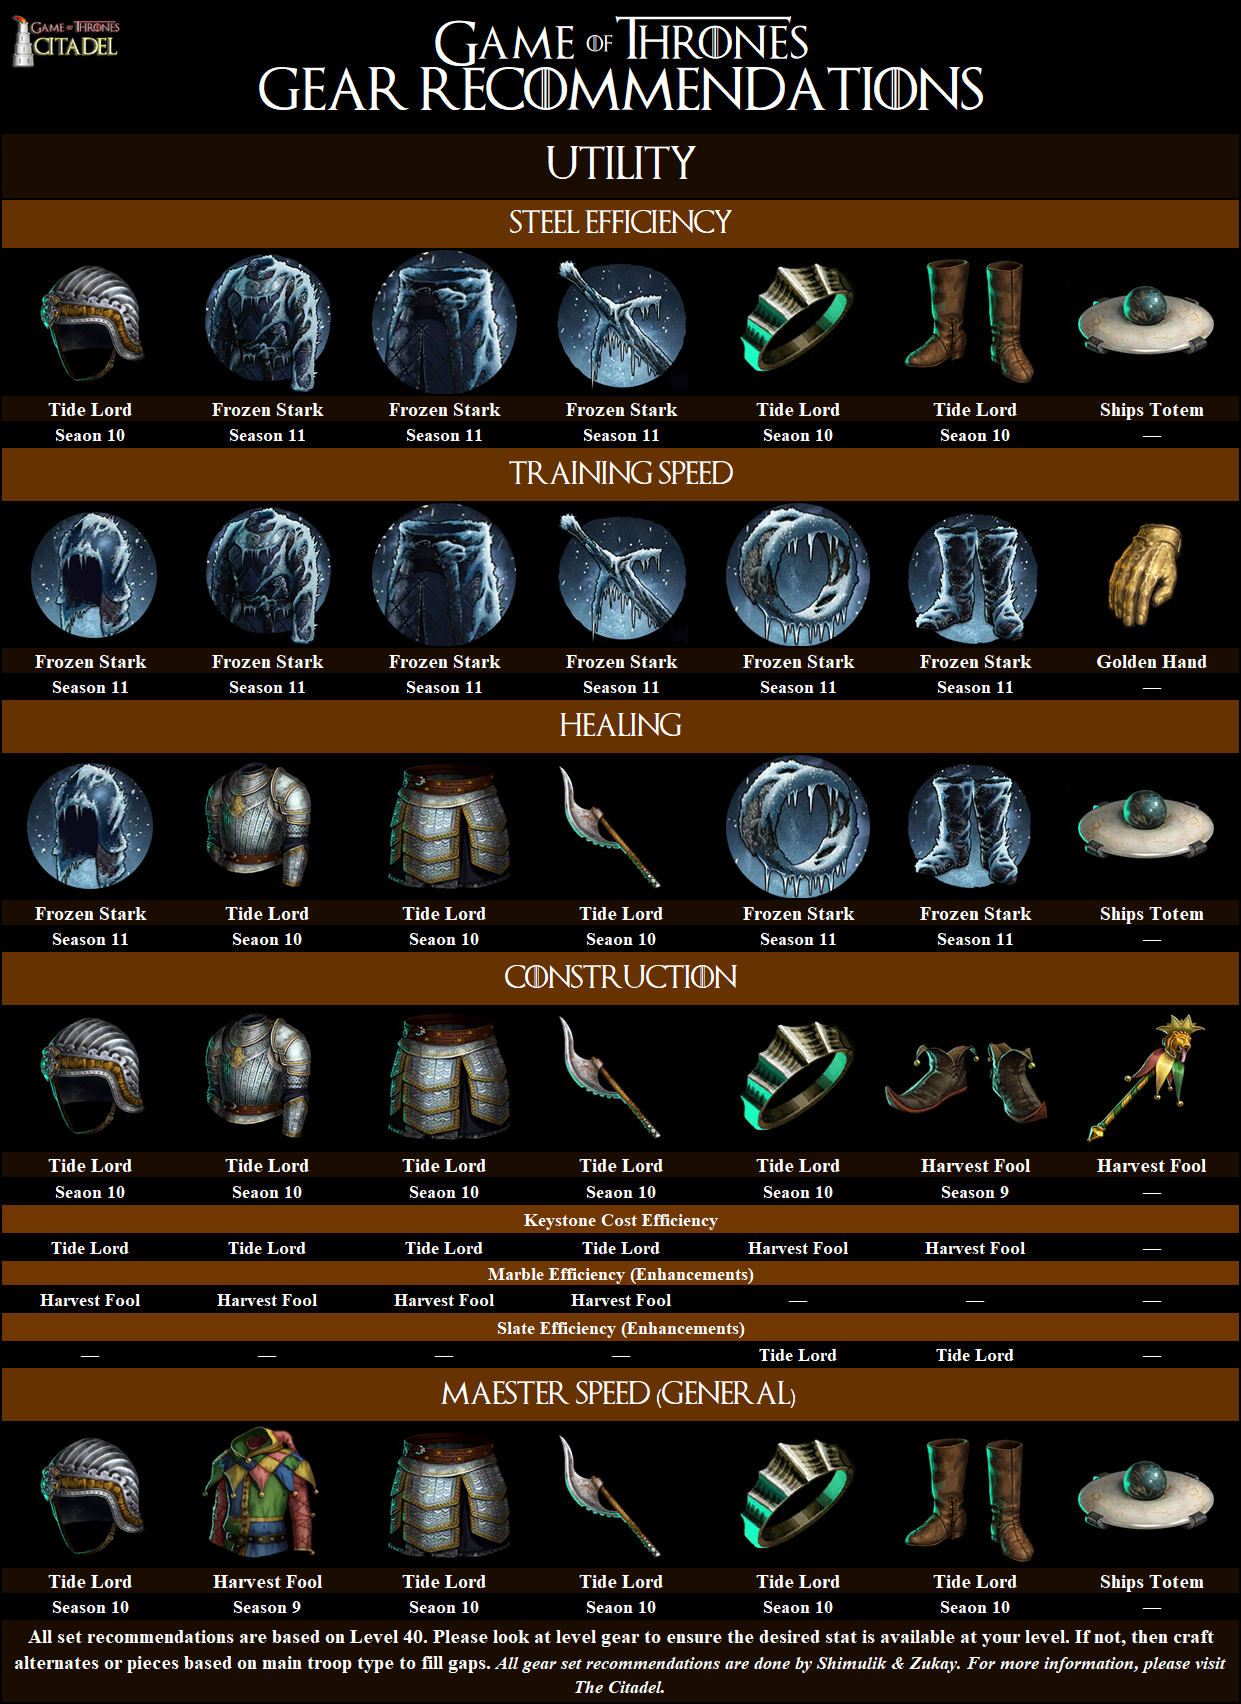 GAME OF THRONES
CITADEL
GAME OF THRONES
GEAR RECOMMENDATIONS
UTILITY
STEEL EFFICIENCY
Tide Lord Frozen Stark Frozen Stark Frozen Stark Tide Lord Tide Lord Ships Totem
Seaon 10 Season 11 Season 11 Season 11 Seaon 10 Seaon 10 —
TRAINING SPEED
Frozen Stark Frozen Stark Frozen Stark Frozen Stark Frozen Stark Frozen Stark Golden Hand
Season 11 Season 11 Season 11 Season 11 Season 11 Season 11 —
HEALING
Frozen Stark Tide Lord Tide Lord Tide Lord Frozen Stark Frozen Stark Ships Totem
Season 11 Seaon 10 Seaon 10 Seaon 10 Season 11 Season 11 —
CONSTRUCTION
Tide Lord Tide Lord Tide Lord Tide Lord Tide Lord Harvest Fool Harvest Fool
Seaon 10 Seaon 10 Seaon 10 Seaon 10 Seaon 10 Season 9 —
Keystone Cost Efficiency
Tide Lord Tide Lord Tide Lord Tide Lord Harvest Fool Harvest Fool —
Marble Efficiency (Enhancements)
Harvest Fool Harvest Fool Harvest Fool Harvest Fool — — —
Slate Efficiency (Enhancements)
— — — — Tide Lord Tide Lord —
MAESTER SPEED (GENERAL)
Tide Lord Harvest Fool Tide Lord Tide Lord Tide Lord Tide Lord Ships Totem
Season 10 Season 9 Seaon 10 Seaon 10 Seaon 10 Seaon 10 —
All set recommendations are based on Level 40. Please look at level gear to ensure the desired stat is available at your level. If not, then craft
alternates or pieces based on main troop type to fill gaps. All gear set recommendations are done by Shimulik & Zukay. For more information, please visit
The Citadel.